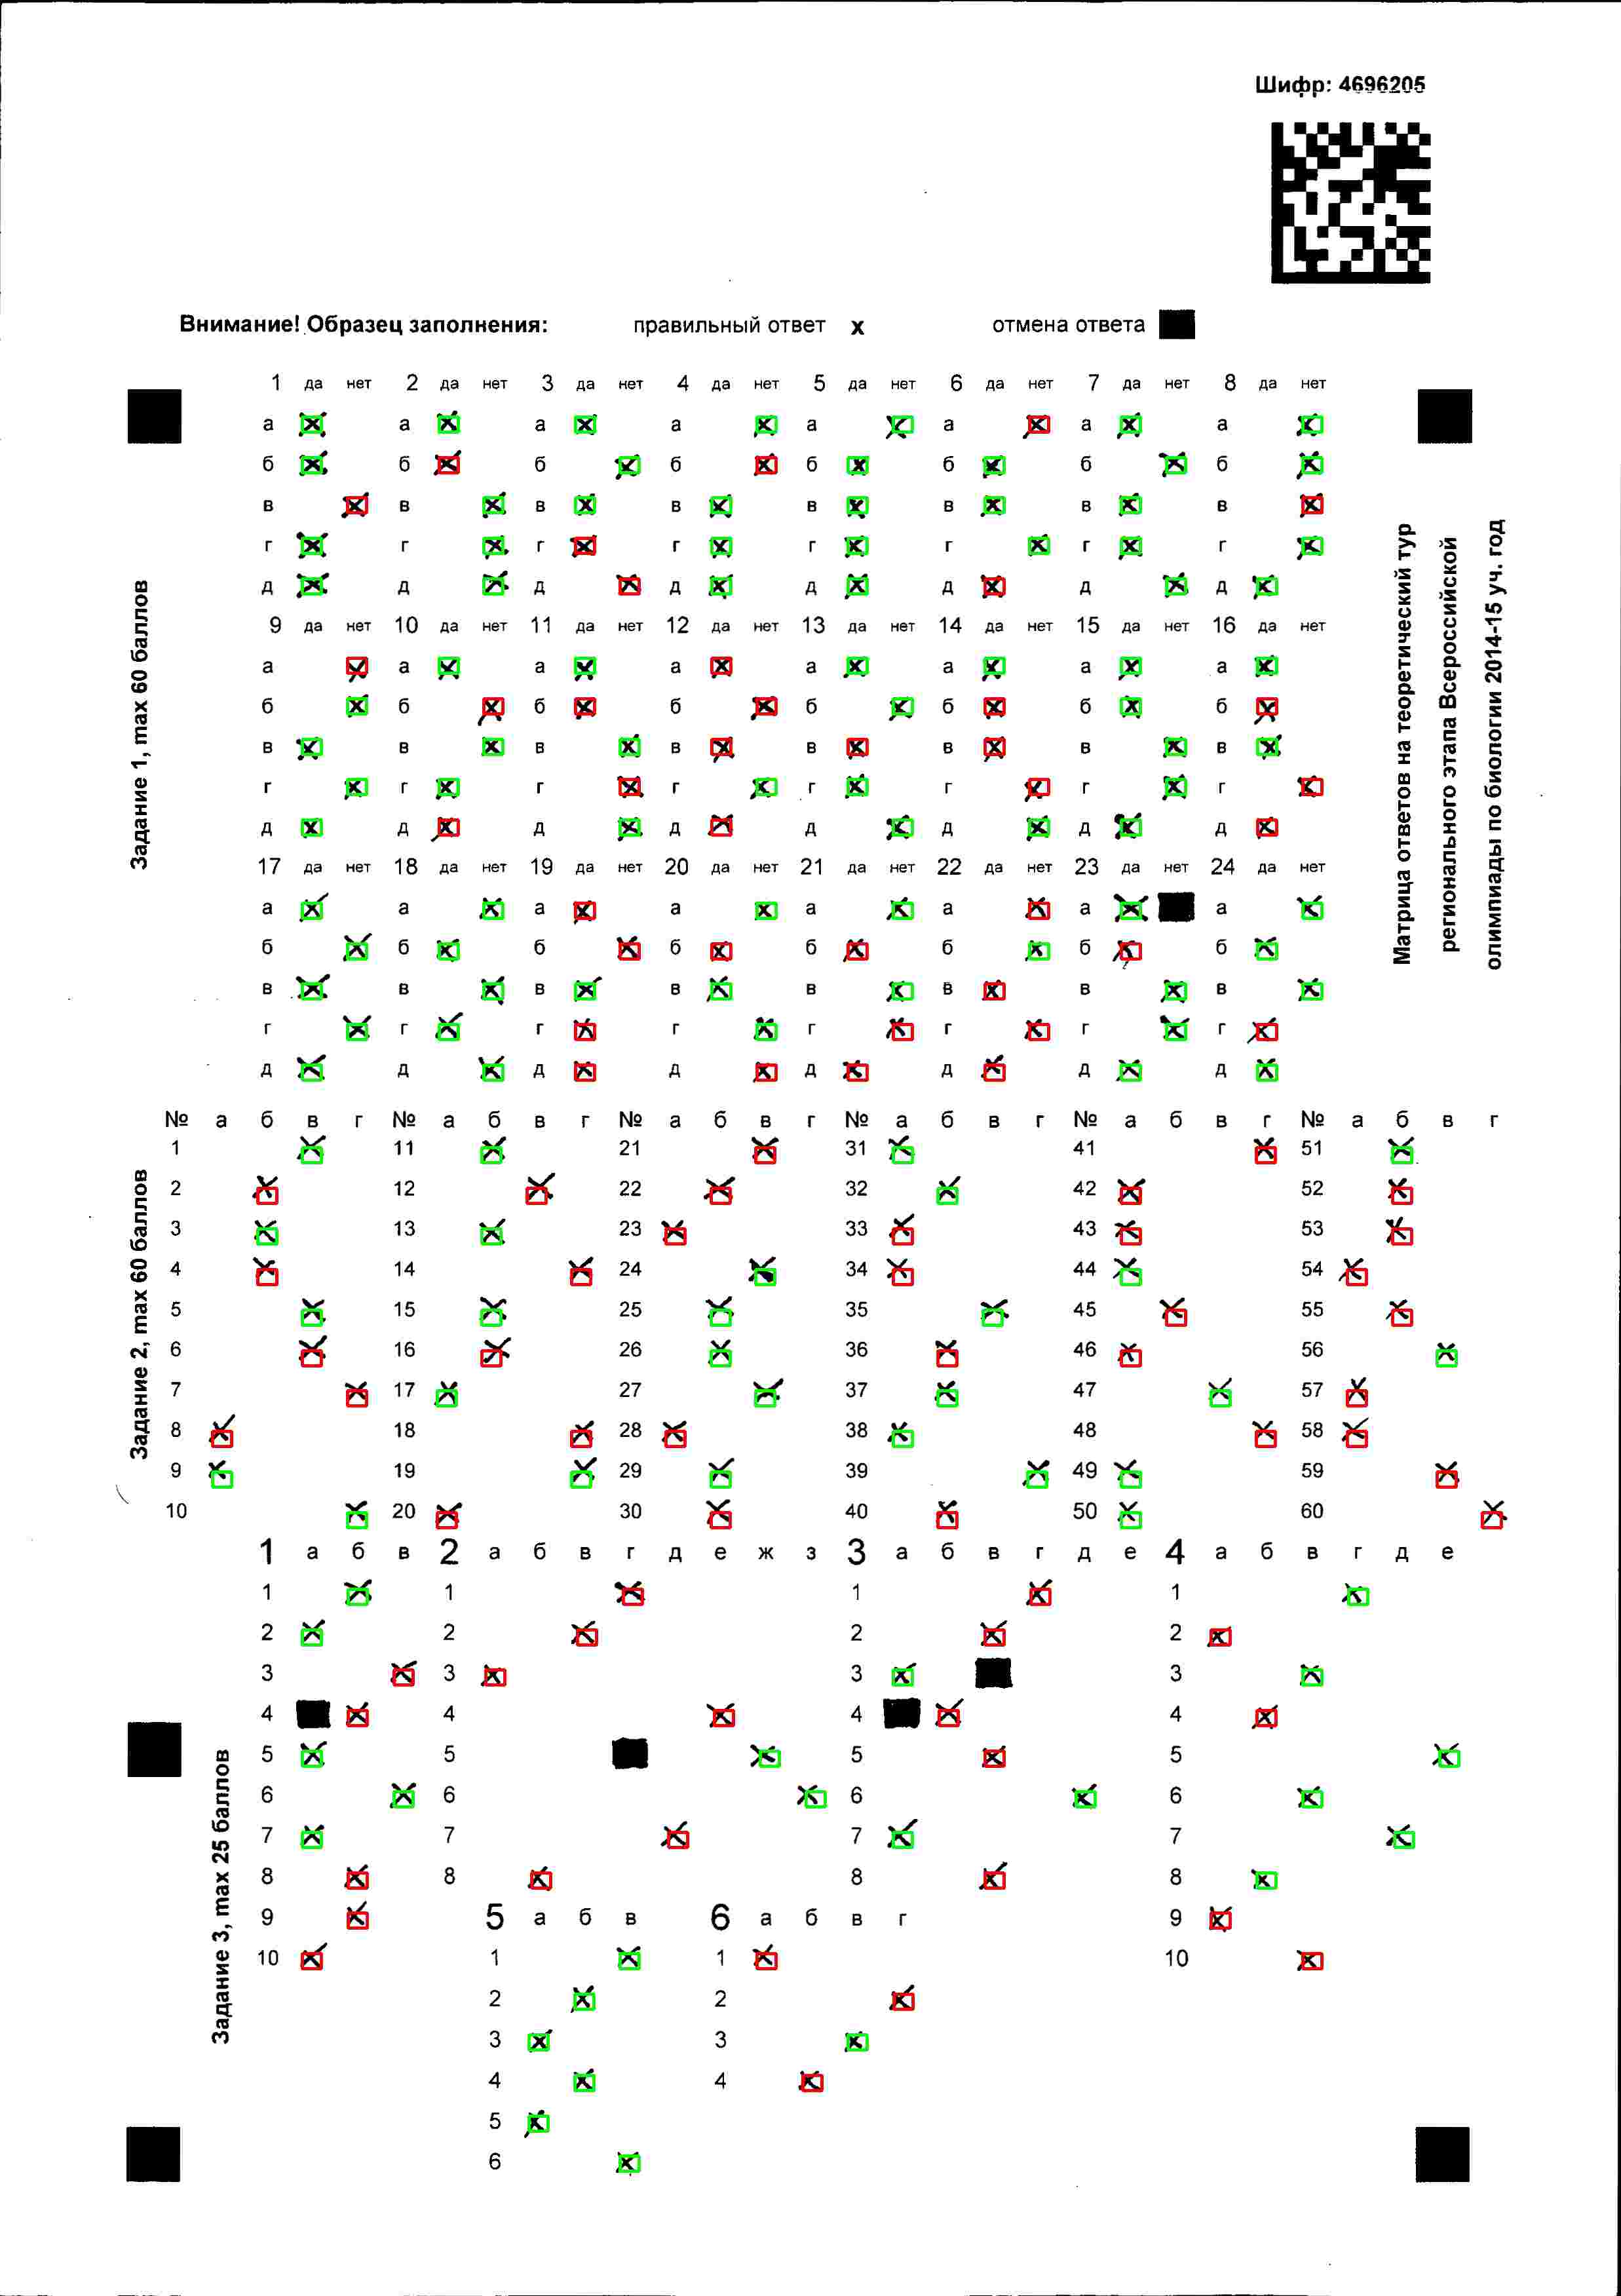 Шифр: 4696205
Внимание! Образец заполнения: правильный ответ х отмена ответа
1 да нет 2 да нет 3 да нет 4 да нет 5 да нет 6 да нет 7 да нет 8 да нет
а а а а а а а а
б б б б б б б б
в в в в в в в в
г г г г г г г г
д д д д д д д д
9 да нет 10 да нет 11 да нет 12 да нет 13 да нет 14 да нет 15 да нет 16 да нет
а а а а а а а а
б б б б б б б б
в в в в в в в в
г г г г г г г г
д д д д д д д д
17 да нет 18 да нет 19 да нет 20 да нет 21 да нет 22 да нет 23 да нет 24 да нет
а а а а а а а а
б б б б б б б б
в в в в в в в в
г г г г г г г г
д д д д д д д д
Задание 1, max 60 баллов
Матрица ответов на теоретический тур
регионального этапа Всероссийской
олимпиады по биологии 2014-15 уч. год
№ а б в г № а б в г № а б в г № а б в г № а б в г № а б в г
1 11 21 31 41 51
2 12 22 32 42 52
3 13 23 33 43 53
4 14 24 34 44 54
5 15 25 35 45 55
6 16 26 36 46 56
7 17 27 37 47 57
8 18 28 38 48 58
9 19 29 39 49 59
10 20 30 40 50 60
Задание 2, max 60 баллов
1 а б в 2 а б в г д е ж з 3 а б в г д е 4 а б в г д е
1 1 1 1
2 2 2 2
3 3 3 3
4 4 4 4
5 5 5 5
6 6 6 6
7 7 7 7
8 8 8 8
9 5 а б в 6 а б в г 9
10 1 1 10
2 2
3 3
4 4
5
6
Задание 3, max 25 баллов